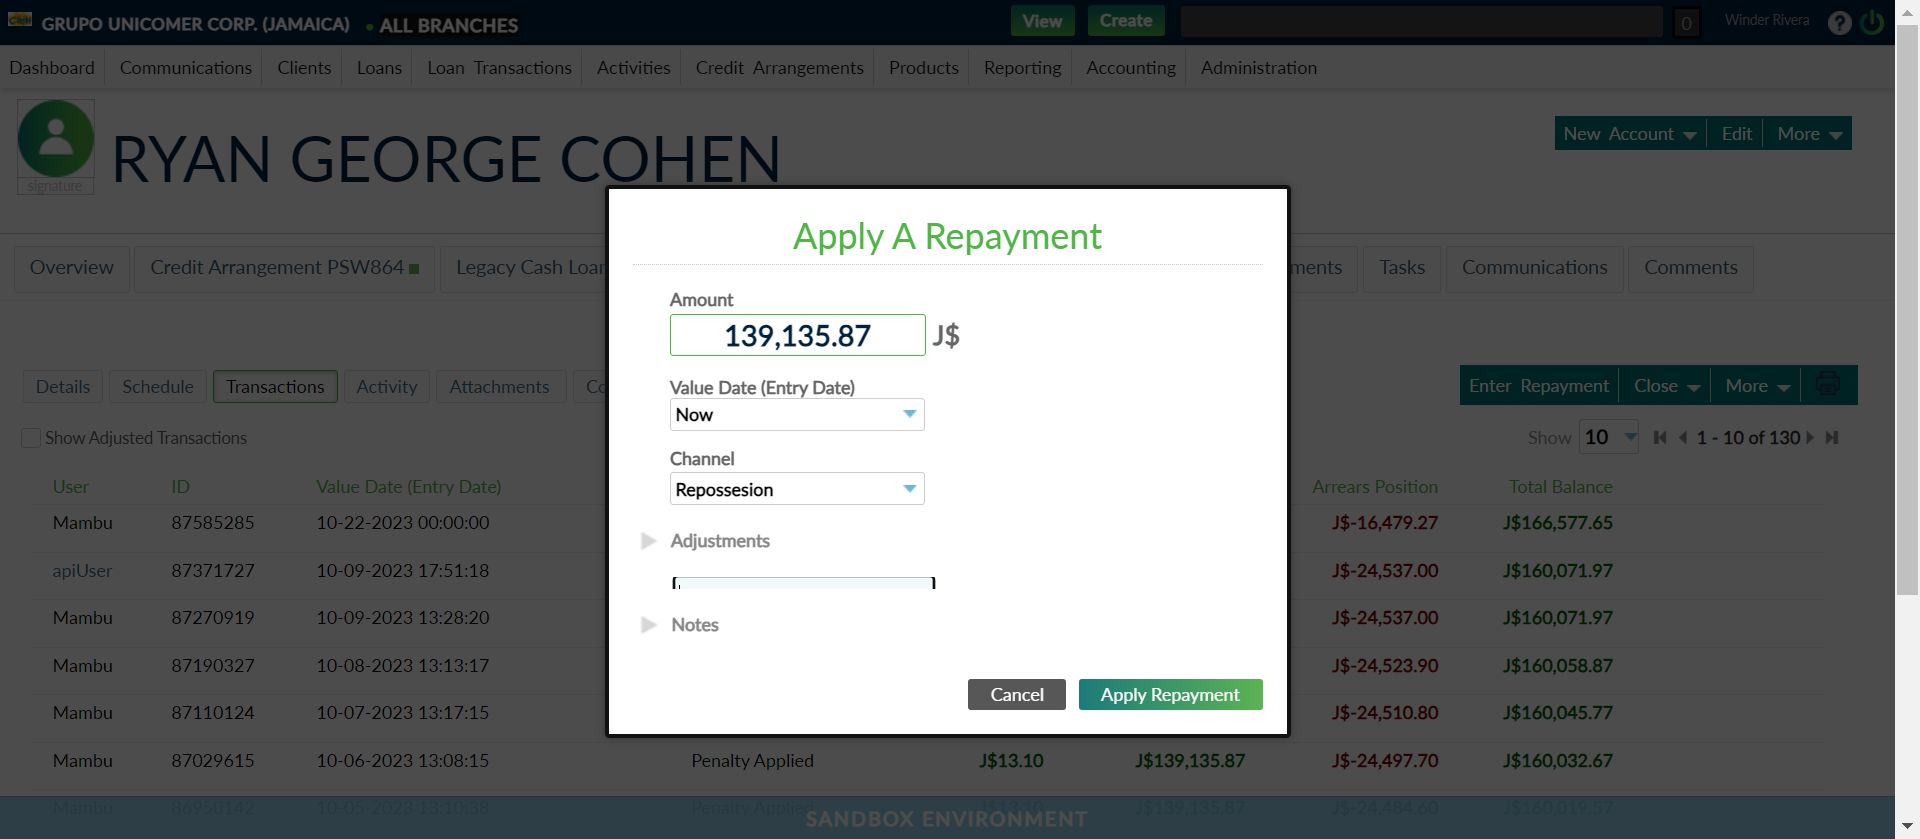 GRUPO UNICOMER CORP. (JAMAICA) • ALL BRANCHES View Create 0 Winder Rivera ?
Dashboard Communications Clients Loans Loan Transactions Activities Credit Arrangements Products Reporting Accounting Administration
signature
RYAN GEORGE COHEN
New Account Edit More
Overview Credit Arrangement PSW864 Legacy Cash Loan Tasks Communications Comments
Apply A Repayment
Amount
139,135.87 J$
Value Date (Entry Date)
Now
Channel
Repossesion
Adjustments
Notes
Cancel Apply Repayment
Details Schedule Transactions Activity Attachments
Enter Repayment Close More
Show Adjusted Transactions
Show 10 1 - 10 of 130
User ID Value Date (Entry Date) Arrears Position Total Balance
Mambu 87585285 10-22-2023 00:00:00 J$-16,479.27 J$166,577.65
apiUser 87371727 10-09-2023 17:51:18 J$-24,537.00 J$160,071.97
Mambu 87270919 10-09-2023 13:28:20 J$-24,537.00 J$160,071.97
Mambu 87190327 10-08-2023 13:13:17 J$-24,523.90 J$160,058.87
Mambu 87110124 10-07-2023 13:17:15 J$-24,510.80 J$160,045.77
Mambu 87029615 10-06-2023 13:08:15 Penalty Applied J$13.10 J$139,135.87 J$-24,497.70 J$160,032.67
Mambu 86950142 10-05-2023 13:10:38 Penalty Applied J$13.10 J$139,135.87 J$-24,484.60 J$160,019.57
SANDBOX ENVIRONMENT